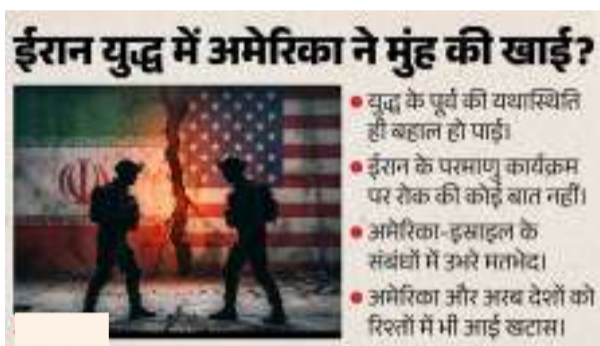 ईरान युद्ध में अमेरिका ने मुंह की खाई?
• युद्ध के पूर्व की यथास्थिति
ही बहाल हो पाई।
• ईरान के परमाणु कार्यक्रम
पर रोक की कोई बात नहीं।
• अमेरिका-इस्राइल के
संबंधों में उभरे मतभेद।
• अमेरिका और अरब देशों को
रिश्तों में भी आई खटास।